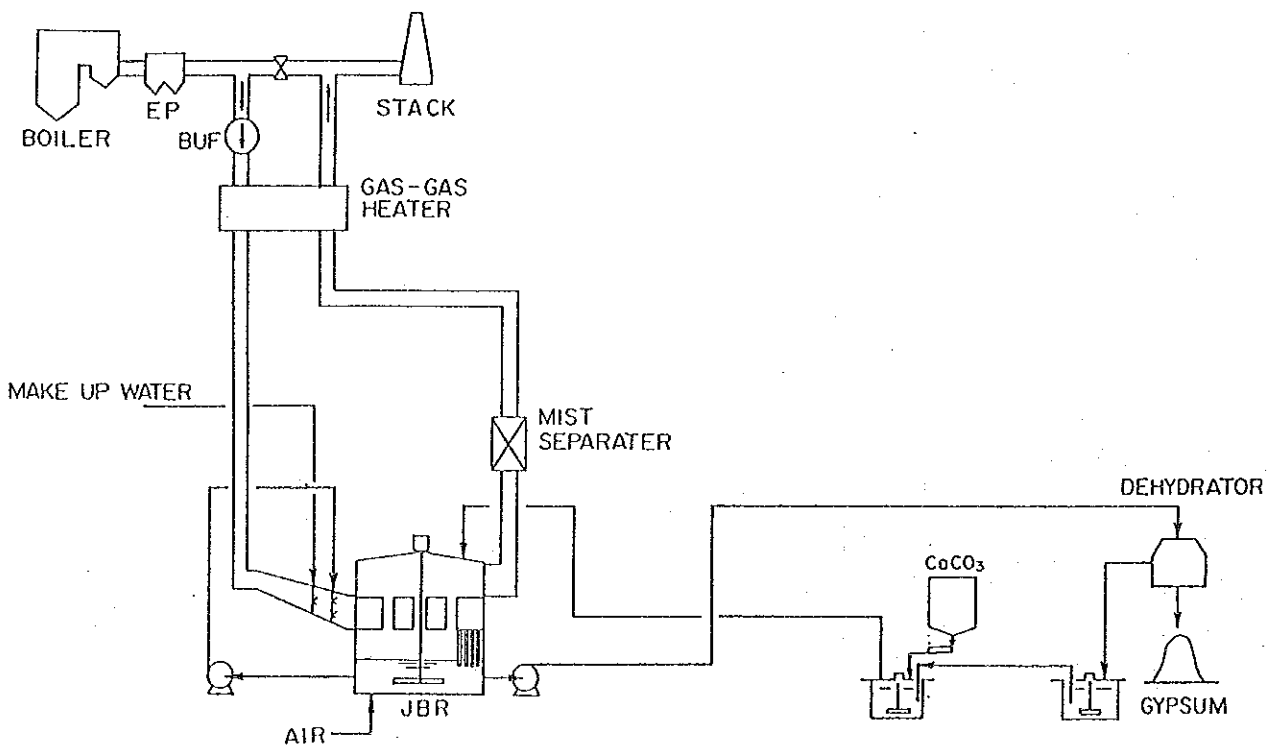 BOILER
EP
BUF
STACK
GAS-GAS
HEATER
MAKE UP WATER
MIST
SEPARATER
DEHYDRATOR
CaCO3
JBR
AIR
GYPSUM